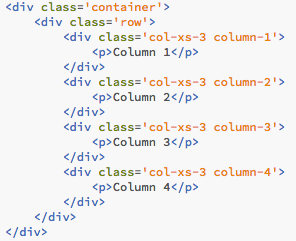 <div class='container'>
    <div class='row'>
        <div class='col-xs-3 column-1'>
            <p>Column 1</p>
        </div>
        <div class='col-xs-3 column-2'>
            <p>Column 2</p>
        </div>
        <div class='col-xs-3 column-3'>
            <p>Column 3</p>
        </div>
        <div class='col-xs-3 column-4'>
            <p>Column 4</p>
        </div>
    </div>
</div>